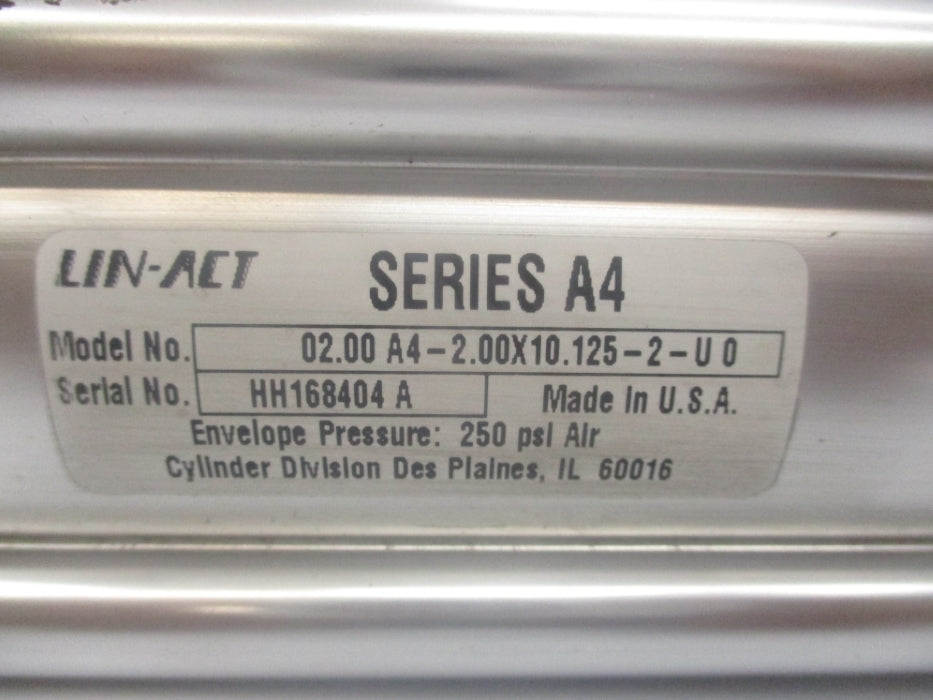 LIN-ACT SERIES A4
Model No. 02.00 A4-2.00X10.125-2-U 0
Serial No. HH168404 A Made in U.S.A.
Envelope Pressure: 250 psi Air
Cylinder Division Des Plaines, IL 60016